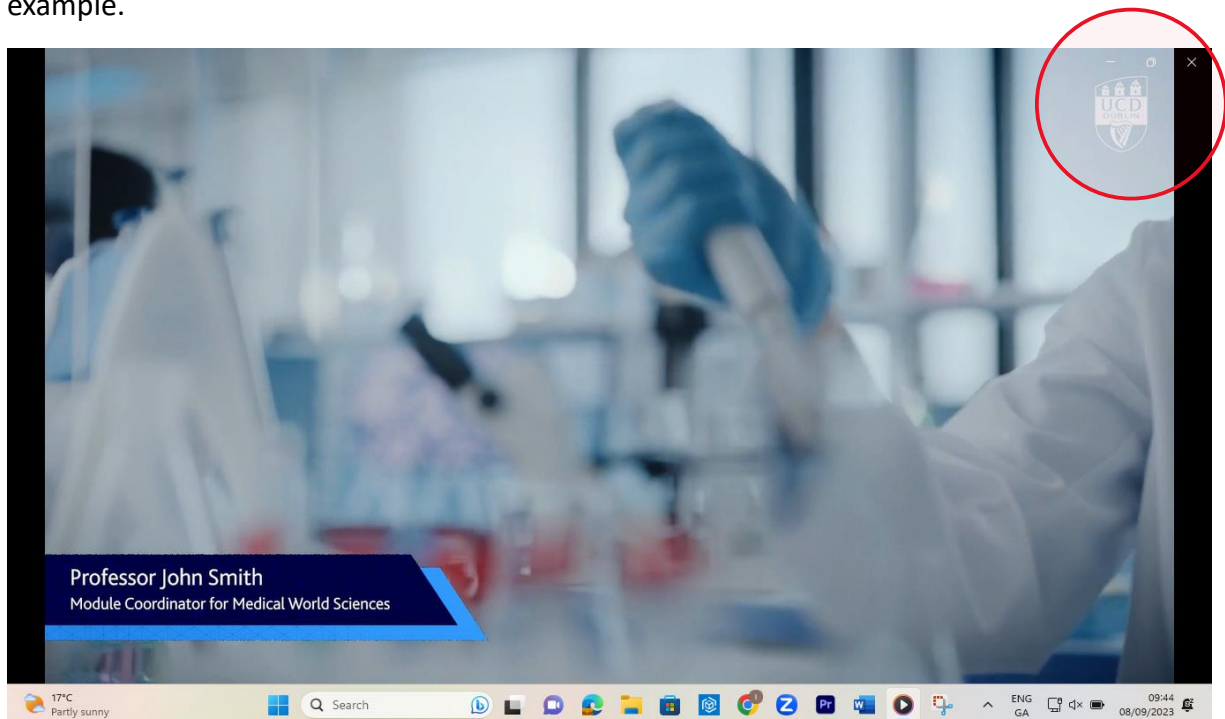 example.
UCD
DUBLIN
Professor John Smith
Module Coordinator for Medical World Sciences
17°C
Partly sunny
Search
Pr
ENG
GA
09:44
08/09/2023